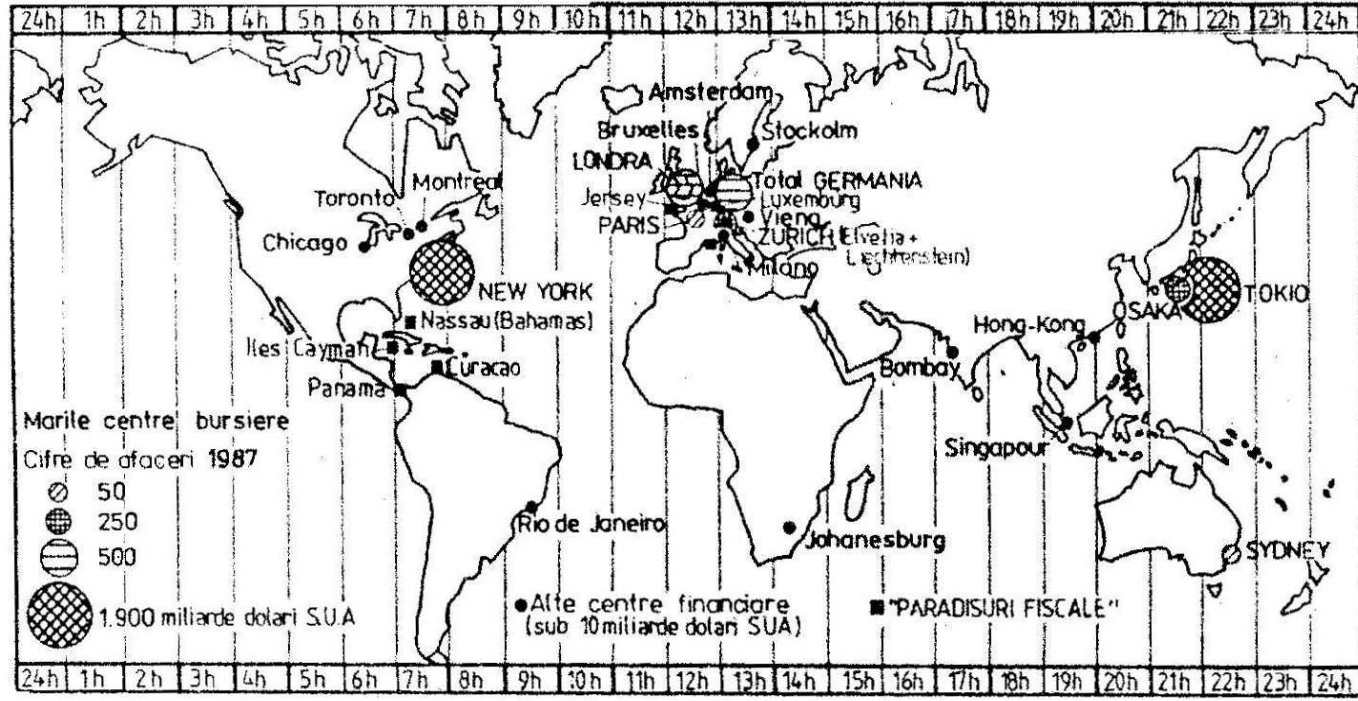 24h 1h 2h 3h 4h 5h 6h 7h 8h 9h 10h 11h 12h 13h 14h 15h 16h 17h 18h 19h 20h 21h 22h 23h 24h
Amsterdam
Bruxelles
Stockolm
LONDRA
Total GERMANIA
Jersey
Luxemburg
PARIS
Viena
ZURICH (Elvetia+
Liechtenstein)
Milano
Montreal
Toronto
Chicago
NEW YORK
Nassau (Bahamas)
Iles Cayman
Curacao
Panama
TOKIO
SAKA
Hong-Kong
Bombay
Singapour
Rio de Janeiro
Johanesburg
SYDNEY
Marile centre bursiere
Cifre de afaceri 1987
50
250
500
1.900 miliarde dolari S.U.A
Alte centre financiare
(sub 10 miliarde dolari SUA)
"PARADISURI FISCALE"
24h 1h 2h 3h 4h 5h 6h 7h 8h 9h 10h 11h 12h 13h 14h 15h 16h 17h 18h 19h 20h 21h 22h 23h 24h